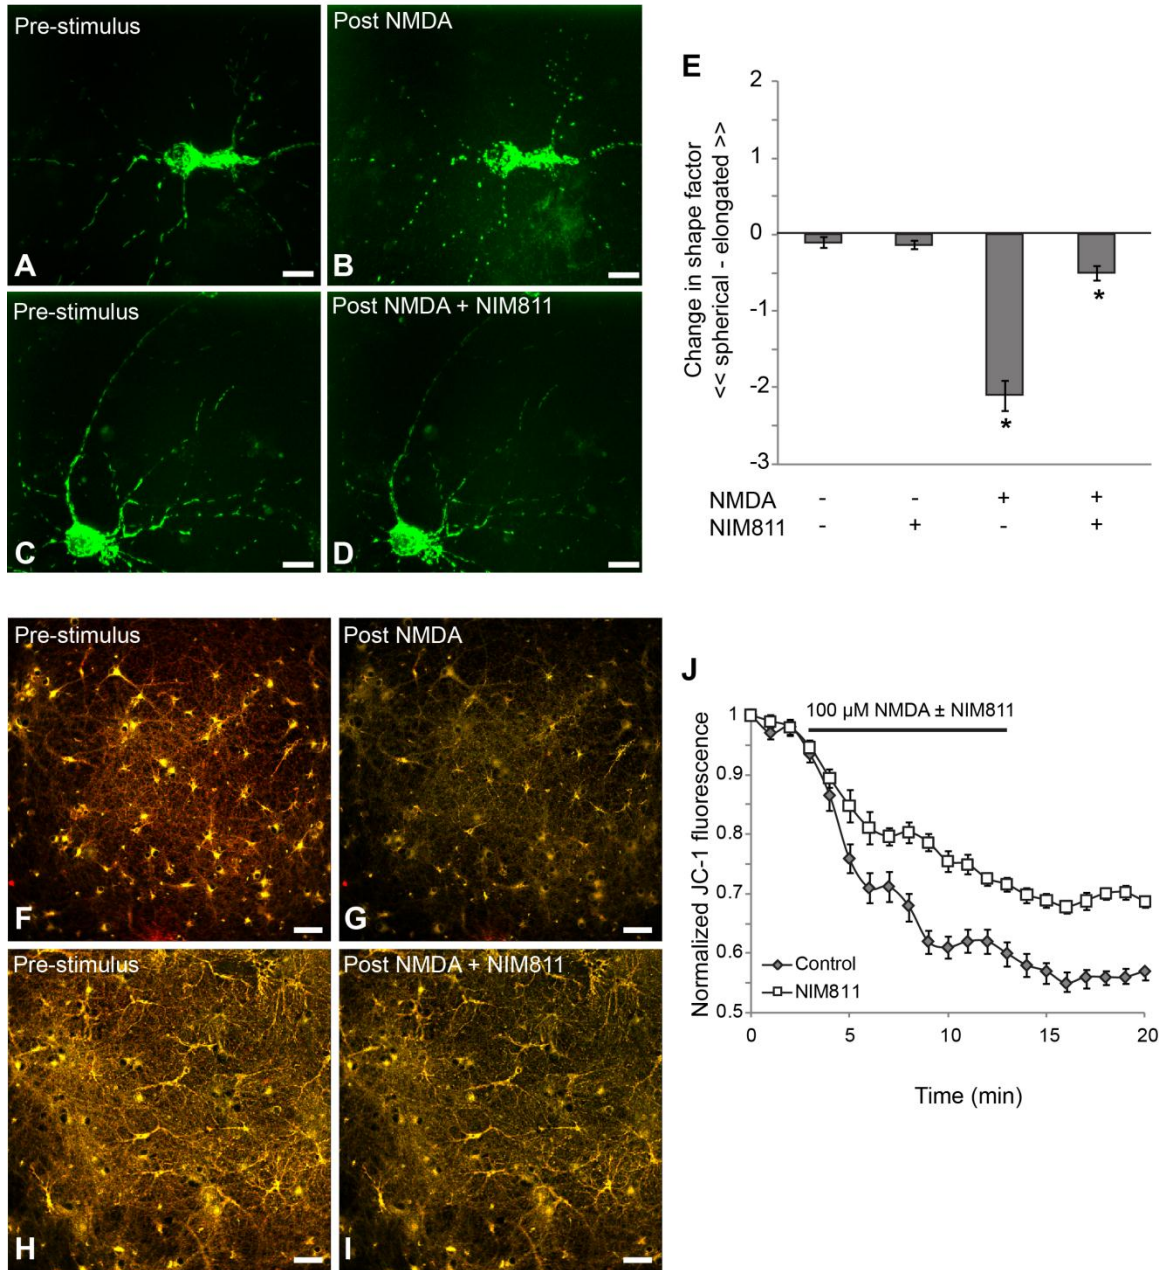 Pre-stimulus
Post NMDA
A
B
Pre-stimulus
Post NMDA + NIM811
C
D
E
Change in shape factor
<< spherical - elongated >>
2
1
0
-1
-2
-3
*
*
NMDA - - + +
NIM811 - + - +
Pre-stimulus
Post NMDA
F
G
Pre-stimulus
Post NMDA + NIM811
H
I
J
100 µM NMDA ± NIM811
Normalized JC-1 fluorescence
1
0.9
0.8
0.7
0.6
0.5
Control
NIM811
0 5 10 15 20
Time (min)